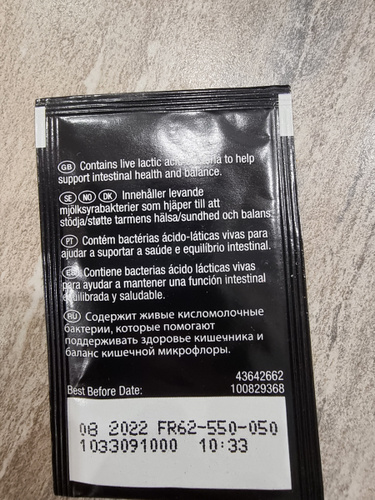 GB Contains live lactic acid bacteria to help
support intestinal health and balance.
SE NO DK Innehåller levande
mjölksyrabakterier som hjäper till att
stödja/støtte tarmens hälsa/sundhed och balans.
PT Contém bactérias ácido-láticas vivas para
ajudar a suportar a saúde e equilíbrio intestinal.
ES Contiene bacterias ácido lácticas vivas
para ayudar a mantener una función intestinal
equilibrada y saludable.
RU Содержит живые кисломолочные
бактерии, которые помогают
поддерживать здоровье кишечника и
баланс кишечной микрофлоры.
43642662
Best Before Date: 100829368
08 2022 FR62-550-050
1033091000 10:33